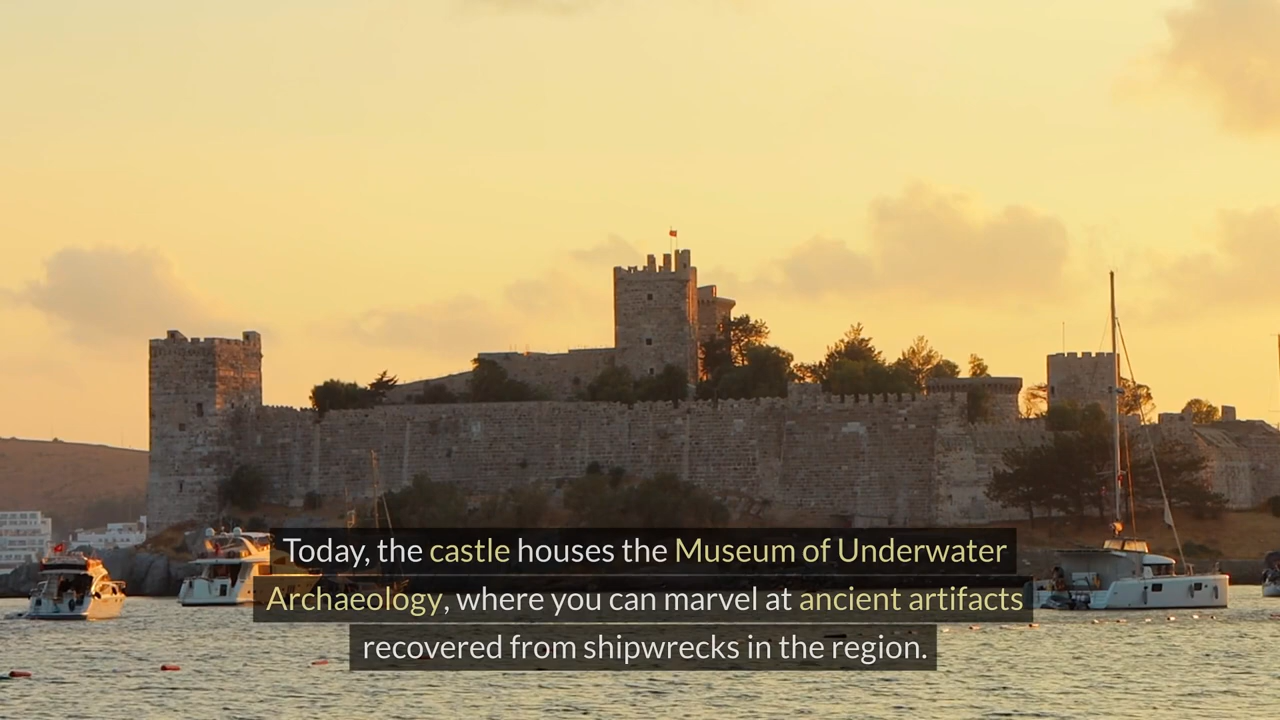 Today, the castle houses the Museum of Underwater
Archaeology, where you can marvel at ancient artifacts
recovered from shipwrecks in the region.